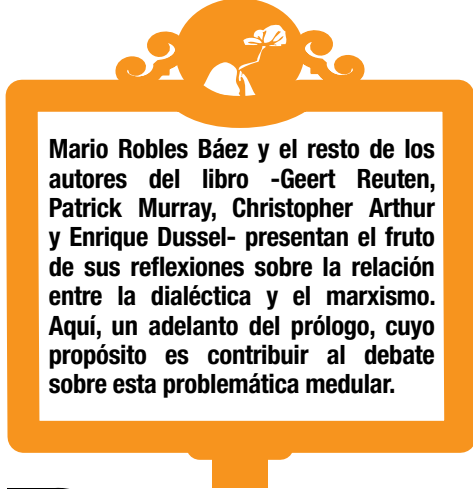 Mario Robles Báez y el resto de los
autores del libro -Geert Reuten,
Patrick Murray, Christopher Arthur
y Enrique Dussel- presentan el fruto
de sus reflexiones sobre la relación
entre la dialéctica y el marxismo.
Aquí, un adelanto del prólogo, cuyo
propósito es contribuir al debate
sobre esta problemática medular.